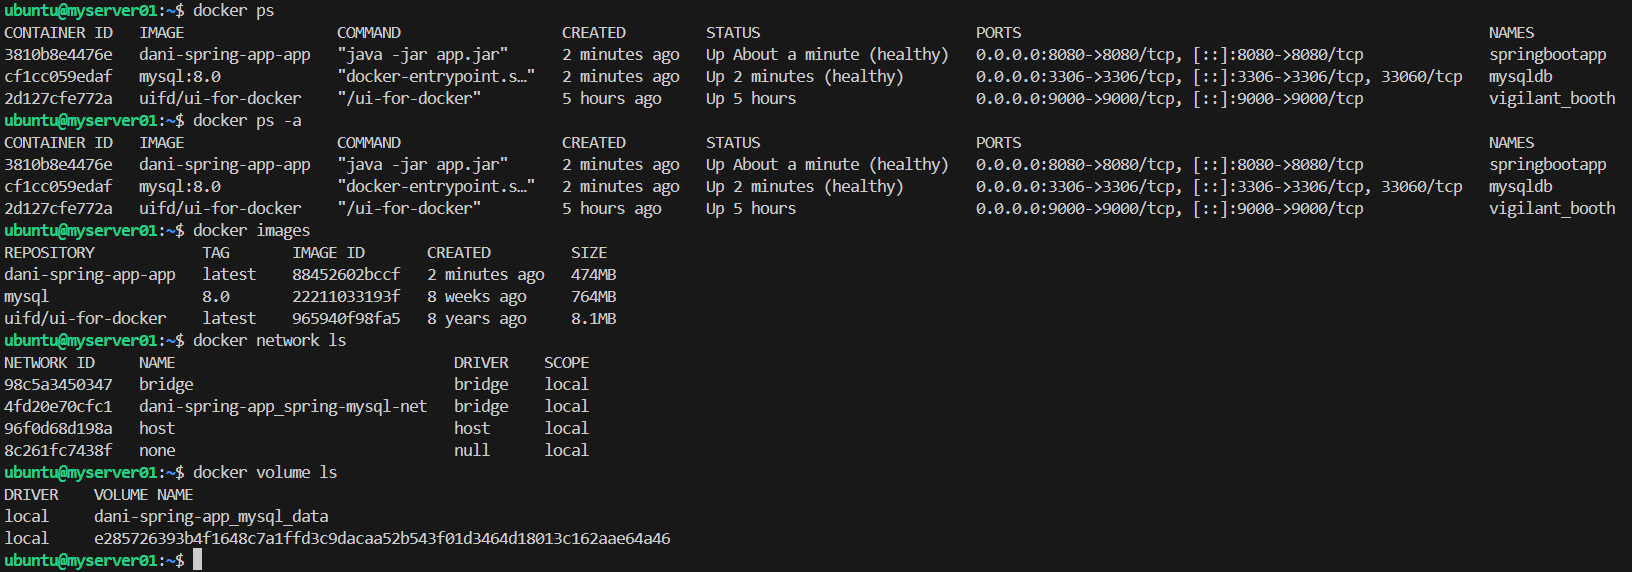 ubuntu@myserver01:~$ docker ps
CONTAINER ID   IMAGE                 COMMAND                  CREATED         STATUS                        PORTS                                                    NAMES
3810b8e4476e   dani-spring-app-app   "java -jar app.jar"      2 minutes ago   Up About a minute (healthy)   0.0.0.0:8080->8080/tcp, [::]:8080->8080/tcp              springbootapp
cf1cc059edaf   mysql:8.0             "docker-entrypoint.s…"   2 minutes ago   Up 2 minutes (healthy)        0.0.0.0:3306->3306/tcp, [::]:3306->3306/tcp, 33060/tcp   mysqldb
2d127cfe772a   uifd/ui-for-docker    "/ui-for-docker"         5 hours ago     Up 5 hours                    0.0.0.0:9000->9000/tcp, [::]:9000->9000/tcp              vigilant_booth
ubuntu@myserver01:~$ docker ps -a
CONTAINER ID   IMAGE                 COMMAND                  CREATED         STATUS                        PORTS                                                    NAMES
3810b8e4476e   dani-spring-app-app   "java -jar app.jar"      2 minutes ago   Up About a minute (healthy)   0.0.0.0:8080->8080/tcp, [::]:8080->8080/tcp              springbootapp
cf1cc059edaf   mysql:8.0             "docker-entrypoint.s…"   2 minutes ago   Up 2 minutes (healthy)        0.0.0.0:3306->3306/tcp, [::]:3306->3306/tcp, 33060/tcp   mysqldb
2d127cfe772a   uifd/ui-for-docker    "/ui-for-docker"         5 hours ago     Up 5 hours                    0.0.0.0:9000->9000/tcp, [::]:9000->9000/tcp              vigilant_booth
ubuntu@myserver01:~$ docker images
REPOSITORY            TAG       IMAGE ID       CREATED         SIZE
dani-spring-app-app   latest    88452602bccf   2 minutes ago   474MB
mysql                 8.0       22211033193f   8 weeks ago     764MB
uifd/ui-for-docker    latest    965940f98fa5   8 years ago     8.1MB
ubuntu@myserver01:~$ docker network ls
NETWORK ID     NAME                               DRIVER    SCOPE
98c5a3450347   bridge                             bridge    local
4fd20e70cfc1   dani-spring-app_spring-mysql-net   bridge    local
96f0d68d198a   host                               host      local
8c261fc7438f   none                               null      local
ubuntu@myserver01:~$ docker volume ls
DRIVER    VOLUME NAME
local     dani-spring-app_mysql_data
local     e285726393b4f1648c7a1ffd3c9dacaa52b543f01d3464d18013c162aae64a46
ubuntu@myserver01:~$